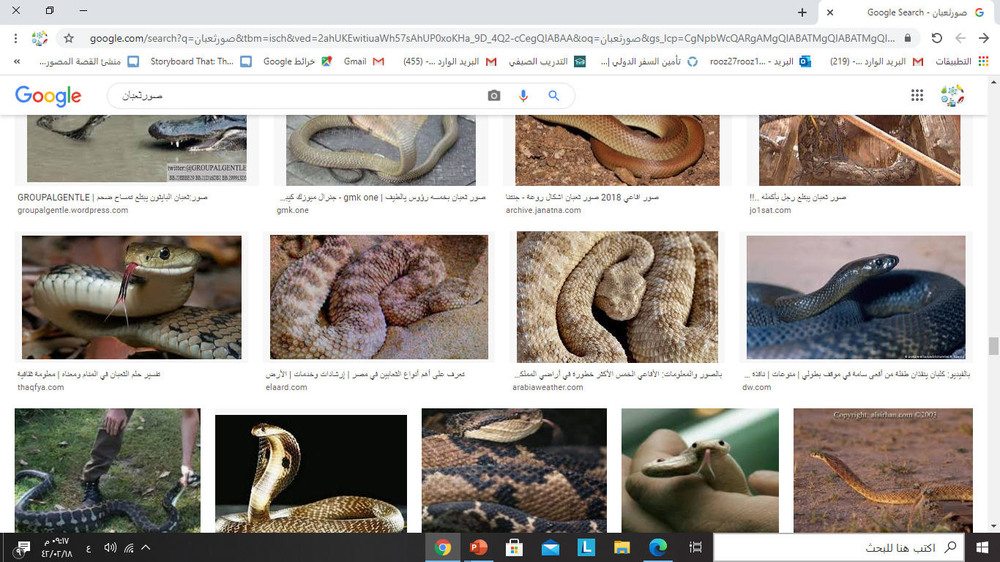 صورثعبان - Google Search
google.com/search?q=صورثعبان&tbm=isch&ved=2ahUKEwitiuaWh57sAhUP0xoKHa_9D_4Q2-cCegQIABAA&oq=صورثعبان&gs_lcp=CgNpbWcQARgAMgQIABATMgQIABATMgQI...
التطبيقات
البريد الوارد ...- (219)
البريد - rooz27rooz1...
تأمين السفر الدولي |...
التدريب الصيفي
البريد الوارد ...- (455)
Gmail
خرائط Google
Storyboard That: Th...
منشئ القصة المصور...
Google
صورثعبان
twitter:@GROUPALGENTLE
صور:ثعبان البايثون يبتلع تمساح ضخم | GROUPALGENTLE
groupalgentle.wordpress.com
صور ثعبان بخمسه رؤوس يالطيف | gmk one - جنرال ميوزك كيبـ...
gmk.one
صور افاعي 2018 صور ثعبان اشكال روعة - جنتنا
archive.janatna.com
صور ثعبان يبتلع رجل بأكمله ..!!
jo1sat.com
تفسير حلم الثعبان في المنام ومعناه | معلومة ثقافية
thaqfya.com
تعرف على أهم أنواع الثعابين في مصر | إرشادات وخدمات | الأرض
elaard.com
بالصور والمعلومات: الأفاعي الخمس الأكثر خطورة في أراضي المملكـ...
arabiaweather.com
بالفيديو: كلبان ينقذان طفلة من أفعى سامة في موقف بطولي | منوعات | نافذة ...
dw.com
Copyright: alsirhan.com ©2003
اكتب هنا للبحث
ع
٠٩:١٧ م
٤٢/٠٢/١٨
٩